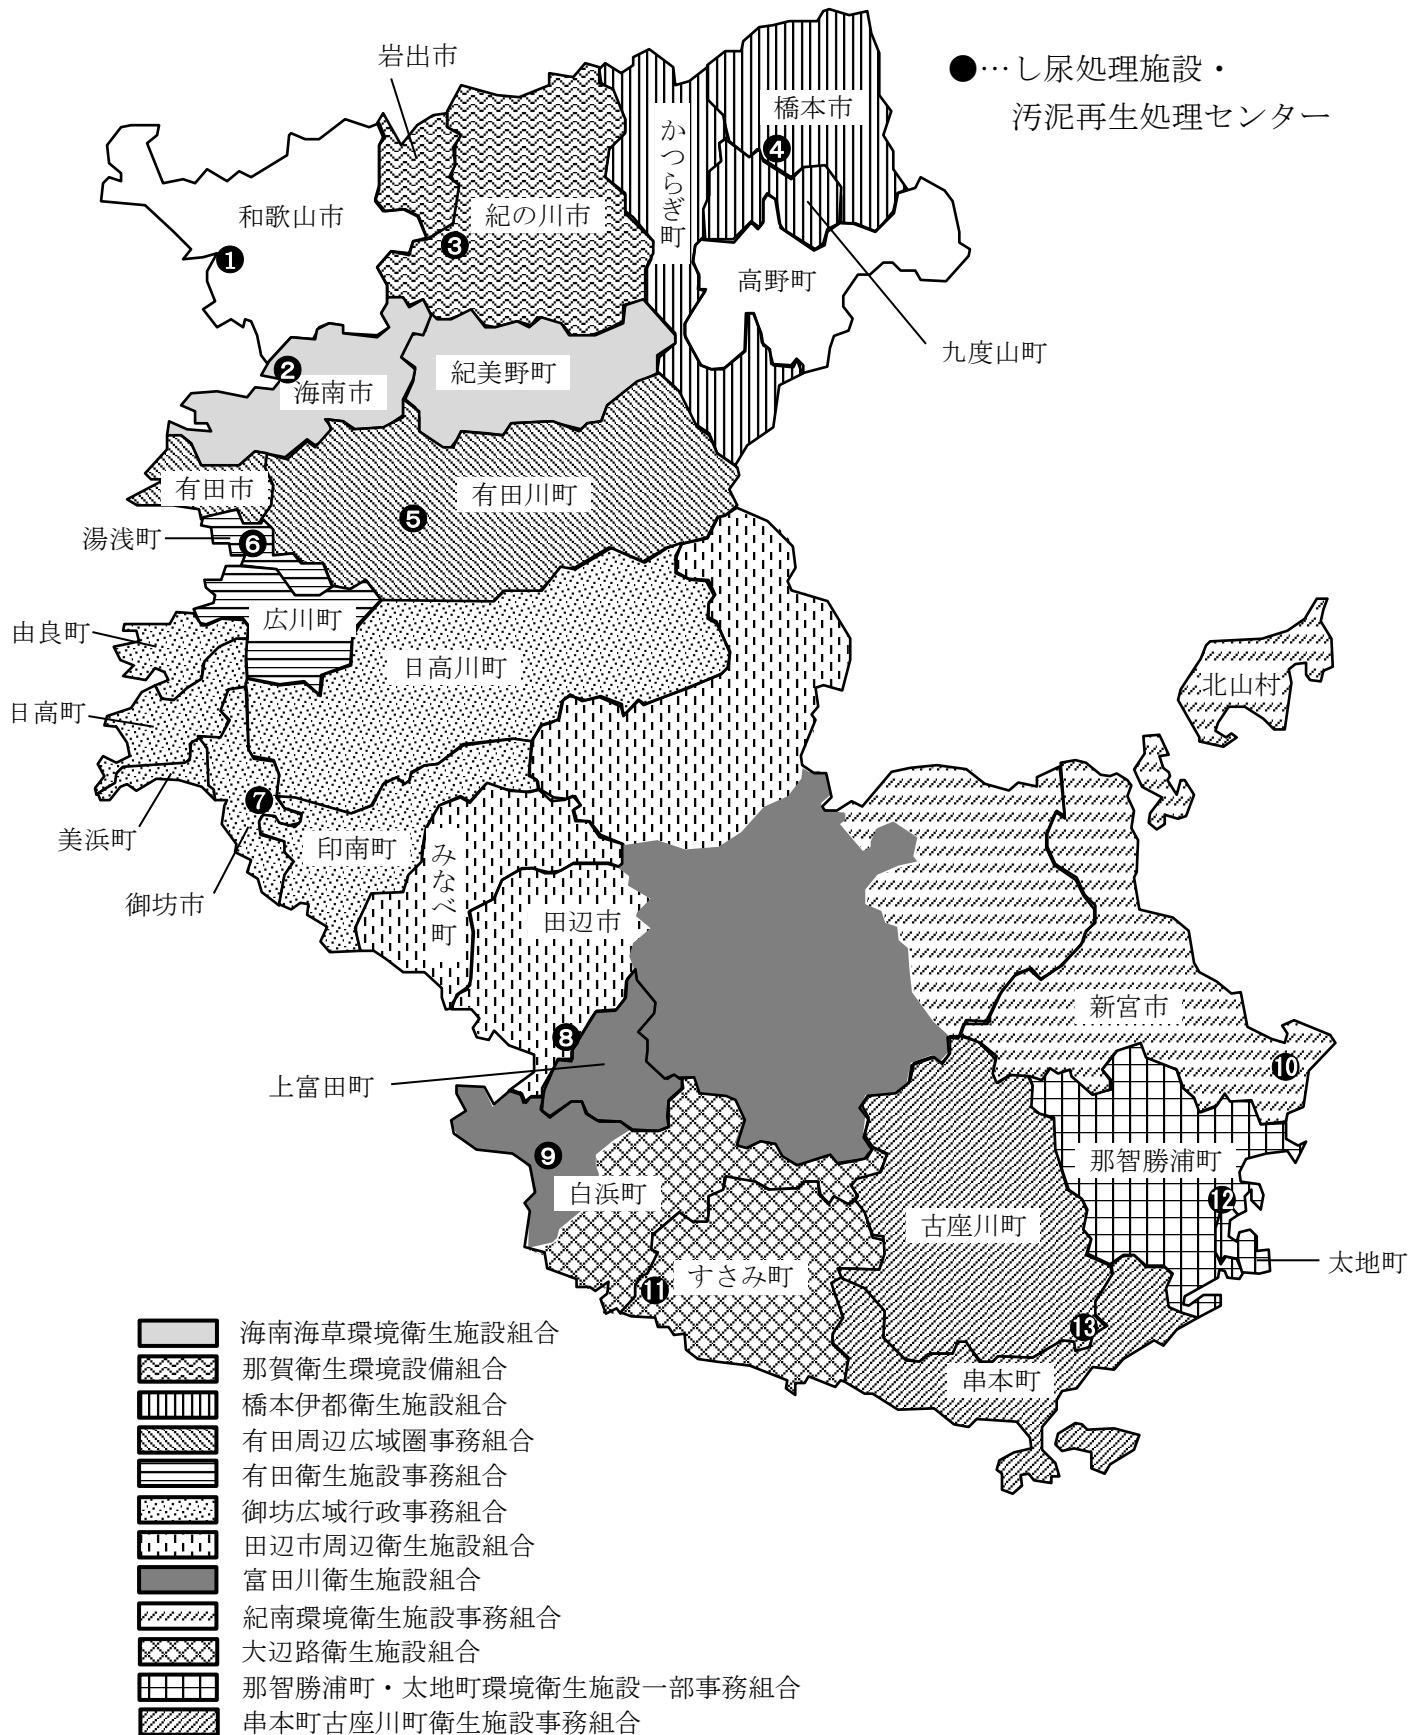 岩出市
●…し尿処理施設・
汚泥再生処理センター
橋本市
かつらぎ町
❹
和歌山市
紀の川市
❸
❶
高野町
九度山町
❷
海南市
紀美野町
有田市
有田川町
❺
湯浅町
❻
広川町
由良町
日高川町
日高町
北山村
❼
美浜町
印南町
みなべ町
御坊市
田辺市
新宮市
❽
❿
上富田町
❾
那智勝浦町
白浜町
⓬
古座川町
太地町
すさみ町
⓫
⓭
串本町
海南海草環境衛生施設組合
那賀衛生環境設備組合
橋本伊都衛生施設組合
有田周辺広域圏事務組合
有田衛生施設事務組合
御坊広域行政事務組合
田辺市周辺衛生施設組合
富田川衛生施設組合
紀南環境衛生施設事務組合
大辺路衛生施設組合
那智勝浦町・太地町環境衛生施設一部事務組合
串本町古座川町衛生施設事務組合